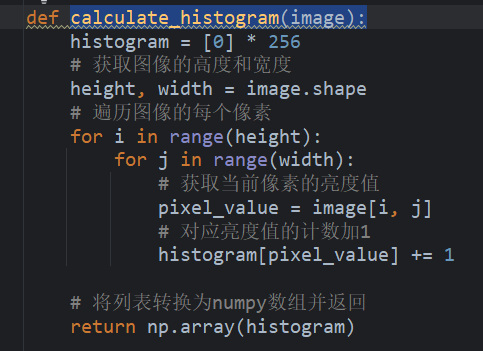 def calculate_histogram(image):
    histogram = [0] * 256
    # 获取图像的高度和宽度
    height, width = image.shape
    # 遍历图像的每个像素
    for i in range(height):
        for j in range(width):
            # 获取当前像素的亮度值
            pixel_value = image[i, j]
            # 对应亮度值的计数加1
            histogram[pixel_value] += 1
    # 将列表转换为numpy数组并返回
    return np.array(histogram)